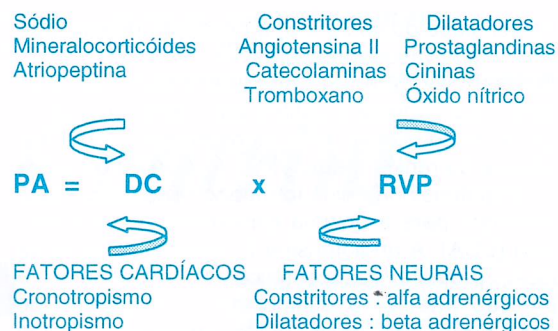 Sódio
Mineralocorticóides
Atriopeptina
Constritores
Angiotensina II
Catecolaminas
Tromboxano
Dilatadores
Prostaglandinas
Cininas
Óxido nítrico
PA = DC x RVP
FATORES CARDÍACOS
Cronotropismo
Inotropismo
FATORES NEURAIS
Constritores : alfa adrenérgicos
Dilatadores : beta adrenérgicos